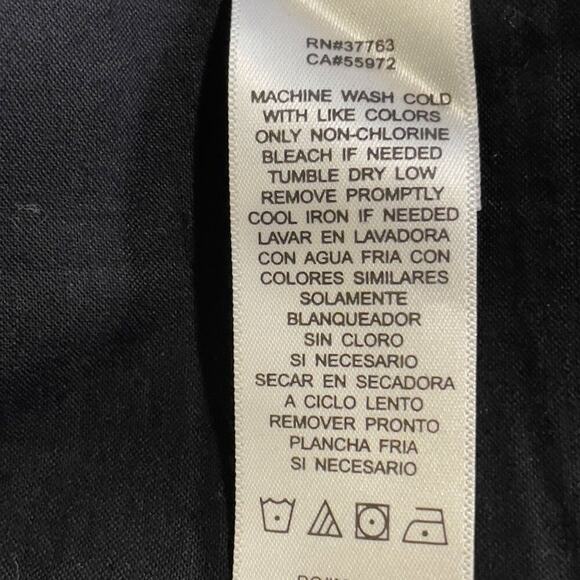 RN#37763
CA#55972
MACHINE WASH COLD
WITH LIKE COLORS
ONLY NON-CHLORINE
BLEACH IF NEEDED
TUMBLE DRY LOW
REMOVE PROMPTLY
COOL IRON IF NEEDED
LAVAR EN LAVADORA
CON AGUA FRIA CON
COLORES SIMILARES
SOLAMENTE
BLANQUEADOR
SIN CLORO
SI NECESARIO
SECAR EN SECADORA
A CICLO LENTO
REMOVER PRONTO
PLANCHA FRIA
SI NECESARIO